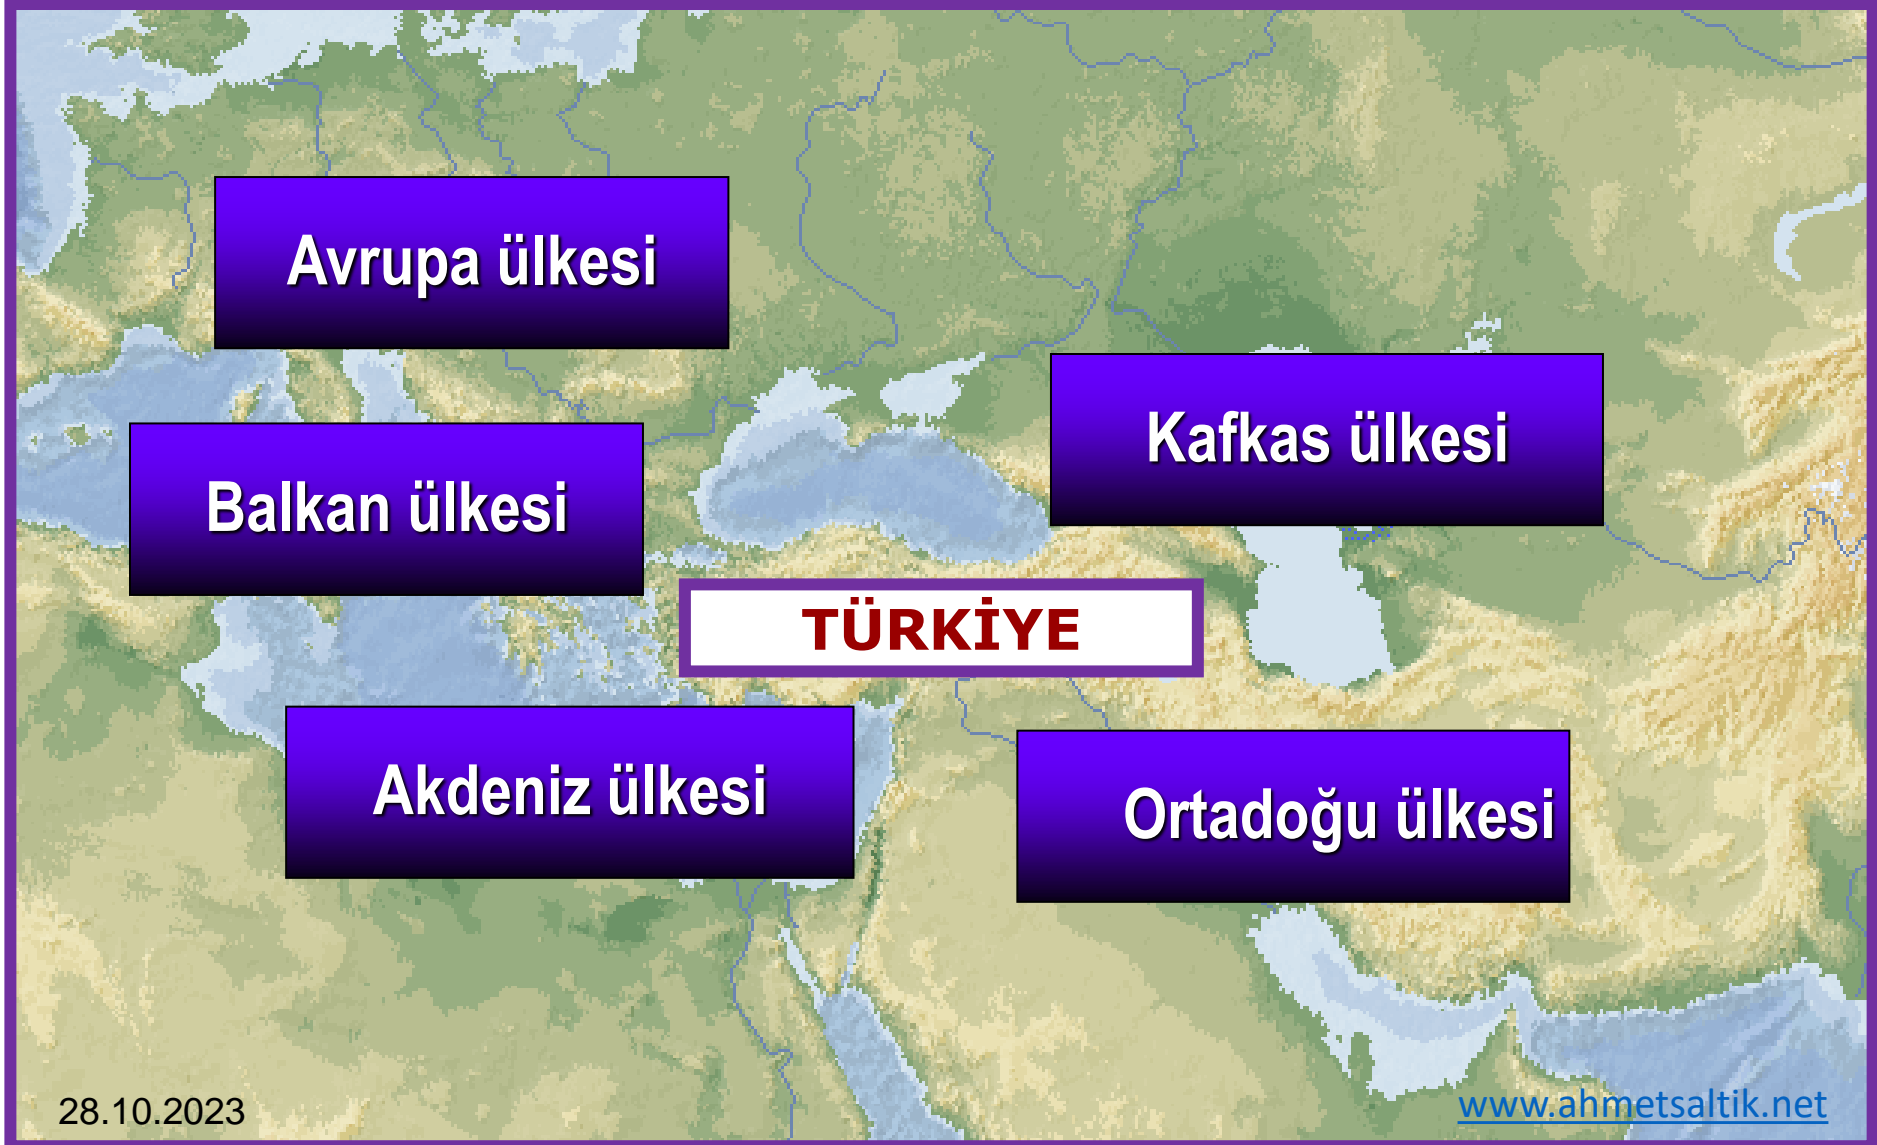 Avrupa ülkesi
Kafkas ülkesi
Balkan ülkesi
TÜRKİYE
Akdeniz ülkesi
Ortadoğu ülkesi
28.10.2023
www.ahmetsaltik.net